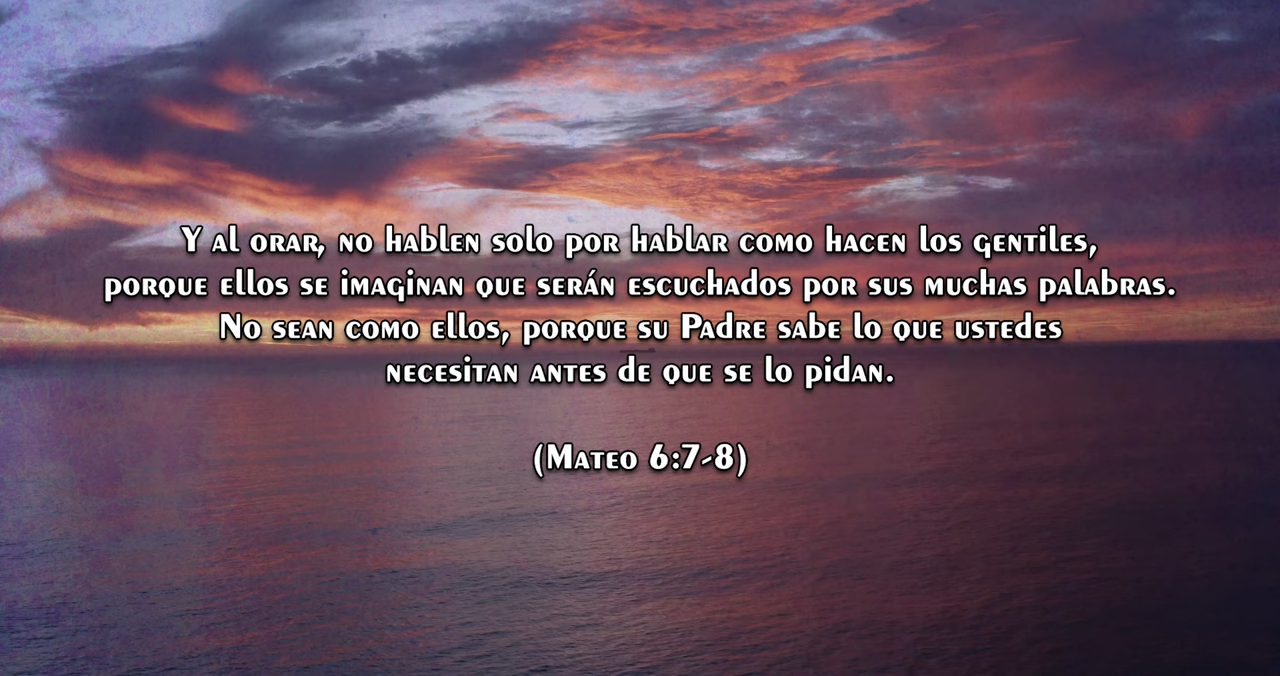 Y al orar, no hablen solo por hablar como hacen los gentiles,
porque ellos se imaginan que serán escuchados por sus muchas palabras.
No sean como ellos, porque su Padre sabe lo que ustedes
necesitan antes de que se lo pidan.
(Mateo 6:7-8)